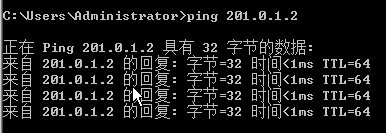 C:\Users\Administrator>ping 201.0.1.2
正在 Ping 201.0.1.2 具有 32 字节的数据:
来自 201.0.1.2 的回复: 字节=32 时间<1ms TTL=64
来自 201.0.1.2 的回复: 字节=32 时间<1ms TTL=64
来自 201.0.1.2 的回复: 字节=32 时间<1ms TTL=64
来自 201.0.1.2 的回复: 字节=32 时间<1ms TTL=64